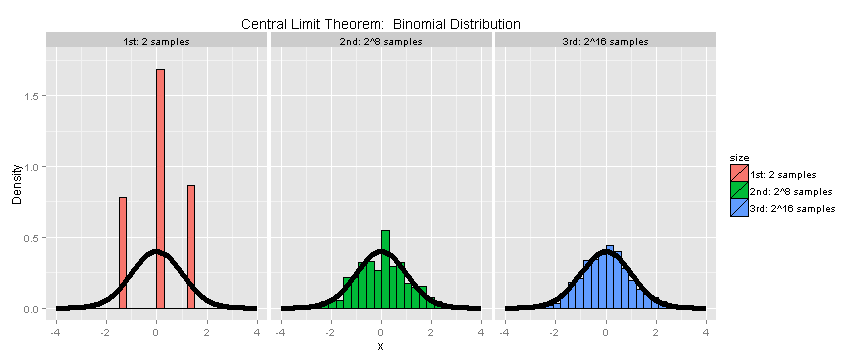 Central Limit Theorem:  Binomial Distribution
1st: 2 samples
2nd: 2^8 samples
3rd: 2^16 samples
Density
1.5
1.0
0.5
0.0
-4 -2 0 2 4
-4 -2 0 2 4
-4 -2 0 2 4
x
size
1st: 2 samples
2nd: 2^8 samples
3rd: 2^16 samples